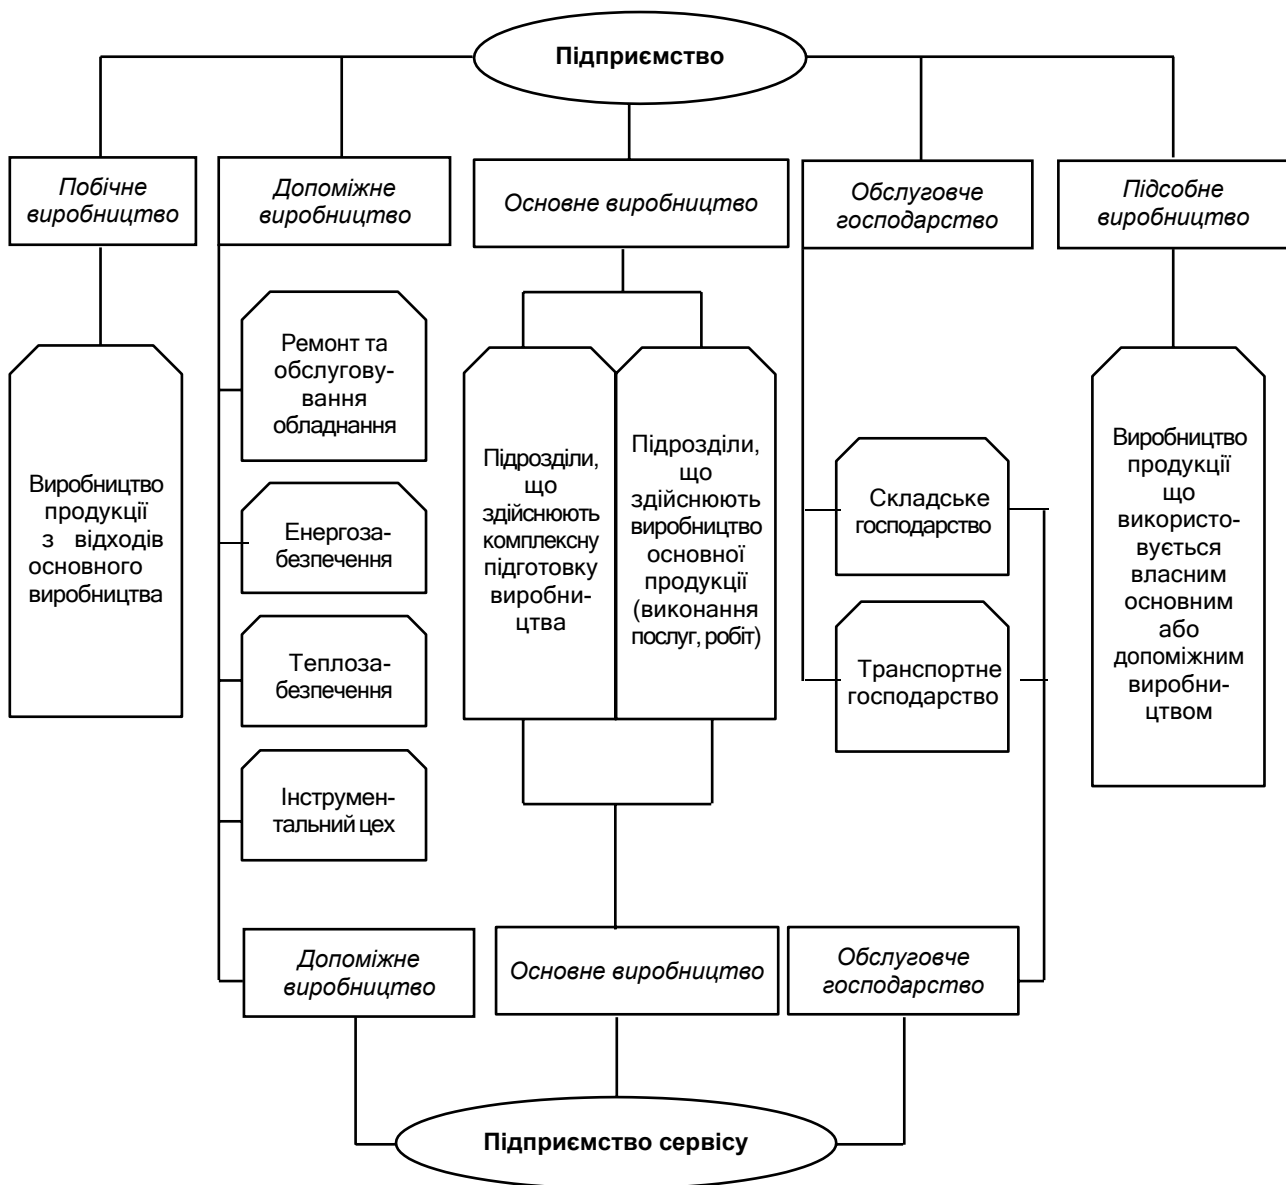 Підприємство
Побічне
виробництво
Допоміжне
виробництво
Основне виробництво
Обслуговче
господарство
Підсобне
виробництво
Виробництво
продукції
з відходів
основного
виробництва
Ремонт та
обслугову-
вання
обладнання
Енергоза-
безпечення
Теплоза-
безпечення
Інструмен-
тальний цех
Підрозділи,
що
здійснюють
комплексну
підготовку
виробни-
цтва
Підрозділи,
що
здійснюють
виробництво
основної
продукції
(виконання
послуг, робіт)
Складське
господарство
Транспортне
господарство
Виробництво
продукції
що
використо-
вується
власним
основним
або
допоміжним
виробни-
цтвом
Допоміжне
виробництво
Основне виробництво
Обслуговче
господарство
Підприємство сервісу